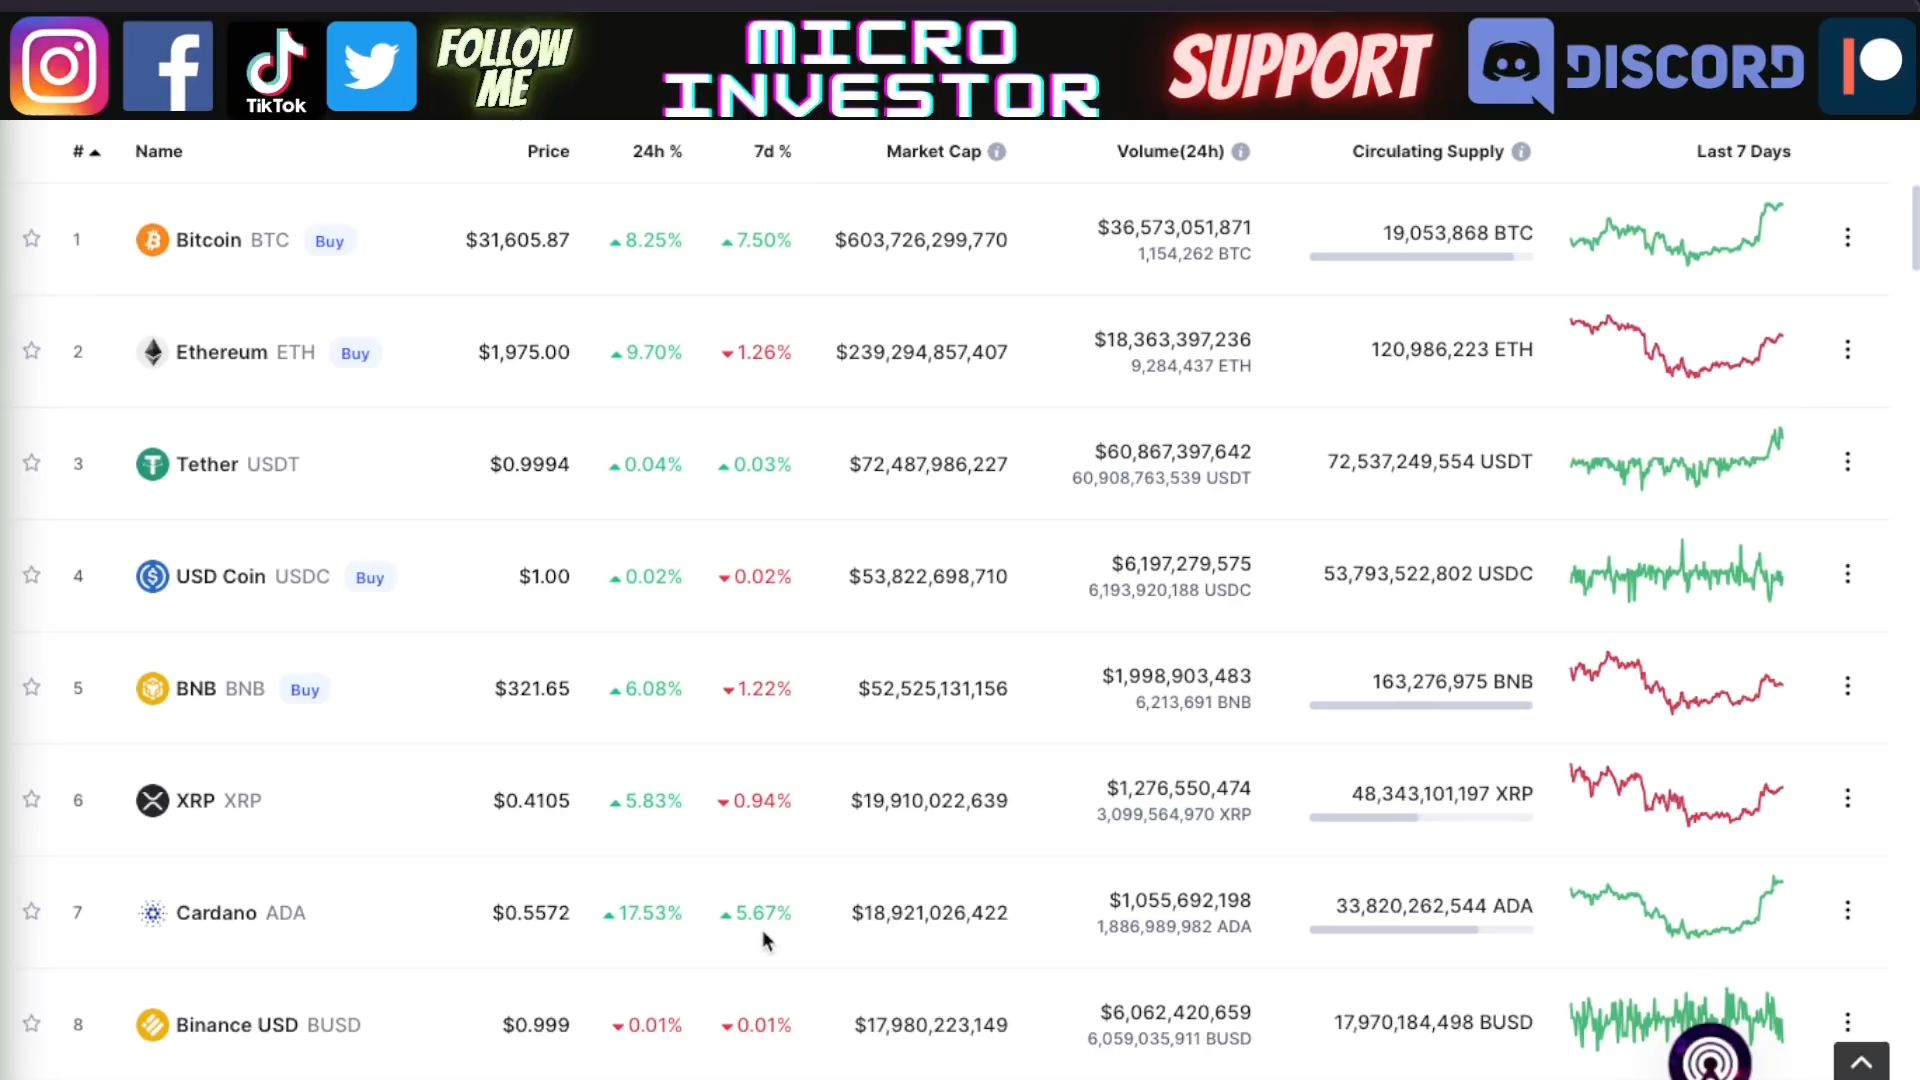 TikTok
FOLLOW
ME
MICRO
INVESTOR
SUPPORT
DISCORD
# Name Price 24h % 7d % Market Cap Volume(24h) Circulating Supply Last 7 Days
1 Bitcoin BTC Buy $31,605.87 8.25% 7.50% $603,726,299,770 $36,573,051,871 19,053,868 BTC
1,154,262 BTC
2 Ethereum ETH Buy $1,975.00 9.70% 1.26% $239,294,857,407 $18,363,397,236 120,986,223 ETH
9,284,437 ETH
3 Tether USDT $0.9994 0.04% 0.03% $72,487,986,227 $60,867,397,642 72,537,249,554 USDT
60,908,763,539 USDT
4 USD Coin USDC Buy $1.00 0.02% 0.02% $53,822,698,710 $6,197,279,575 53,793,522,802 USDC
6,193,920,188 USDC
5 BNB BNB Buy $321.65 6.08% 1.22% $52,525,131,156 $1,998,903,483 163,276,975 BNB
6,213,691 BNB
6 XRP XRP $0.4105 5.83% 0.94% $19,910,022,639 $1,276,550,474 48,343,101,197 XRP
3,099,564,970 XRP
7 Cardano ADA $0.5572 17.53% 5.67% $18,921,026,422 $1,055,692,198 33,820,262,544 ADA
1,886,989,982 ADA
8 Binance USD BUSD $0.999 0.01% 0.01% $17,980,223,149 $6,062,420,659 17,970,184,498 BUSD
6,059,035,911 BUSD